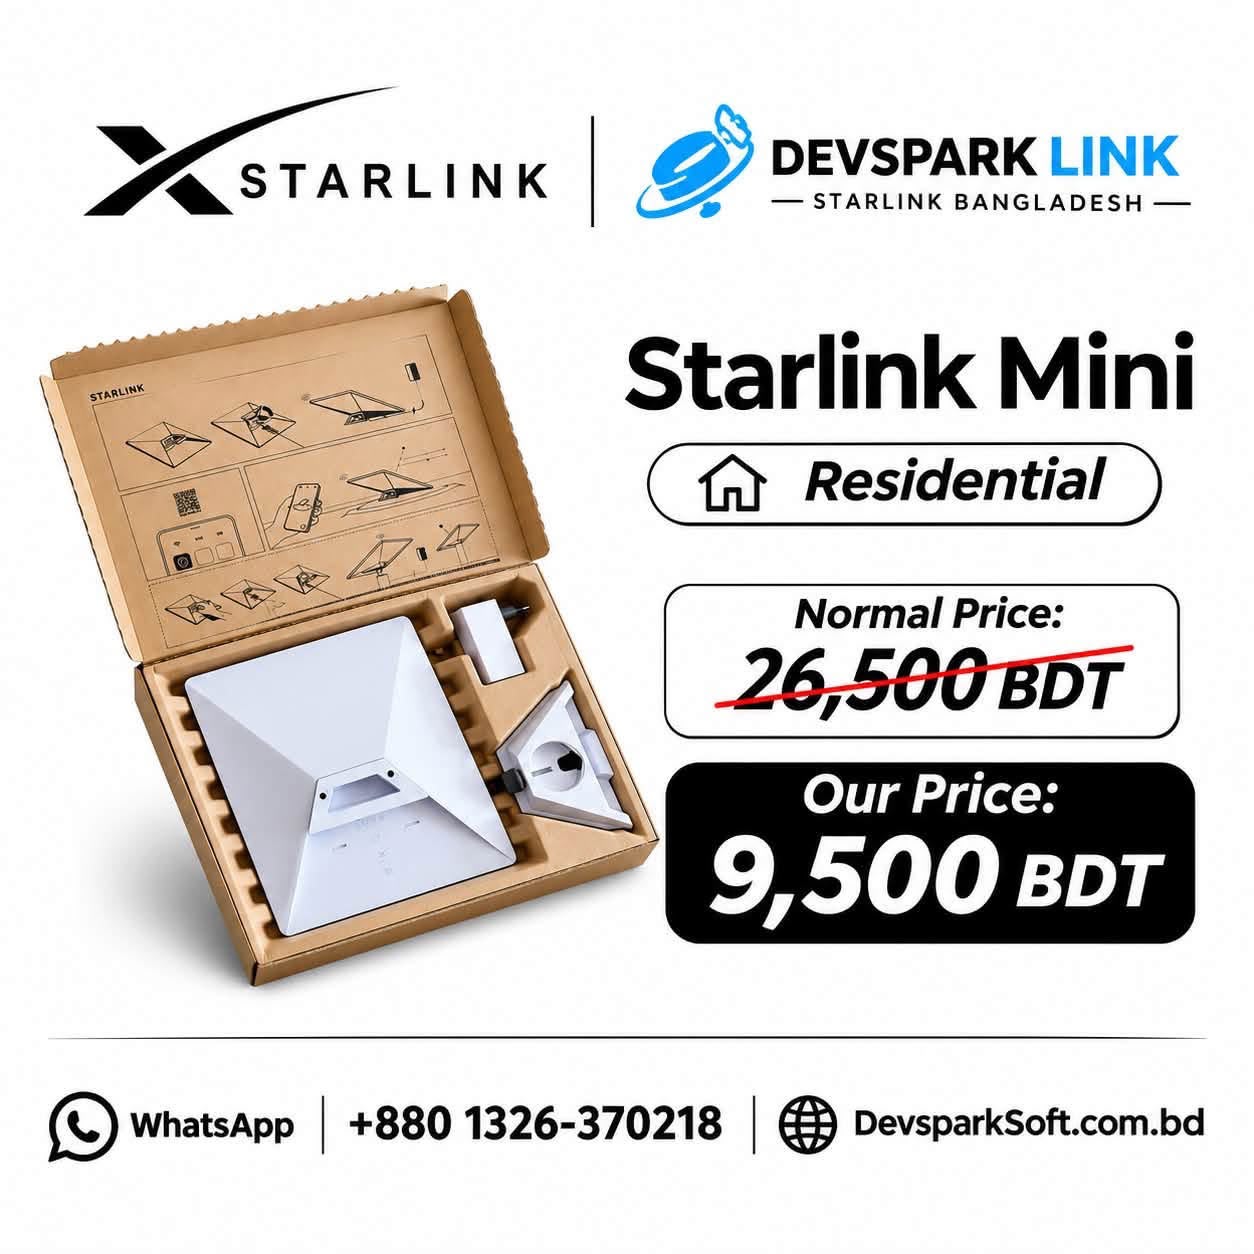 STARLINK
DEVSPARK LINK
STARLINK BANGLADESH
STARLINK
Starlink Mini
Residential
Normal Price:
26,500 BDT
Our Price:
9,500 BDT
WhatsApp
+880 1326-370218
DevsparkSoft.com.bd